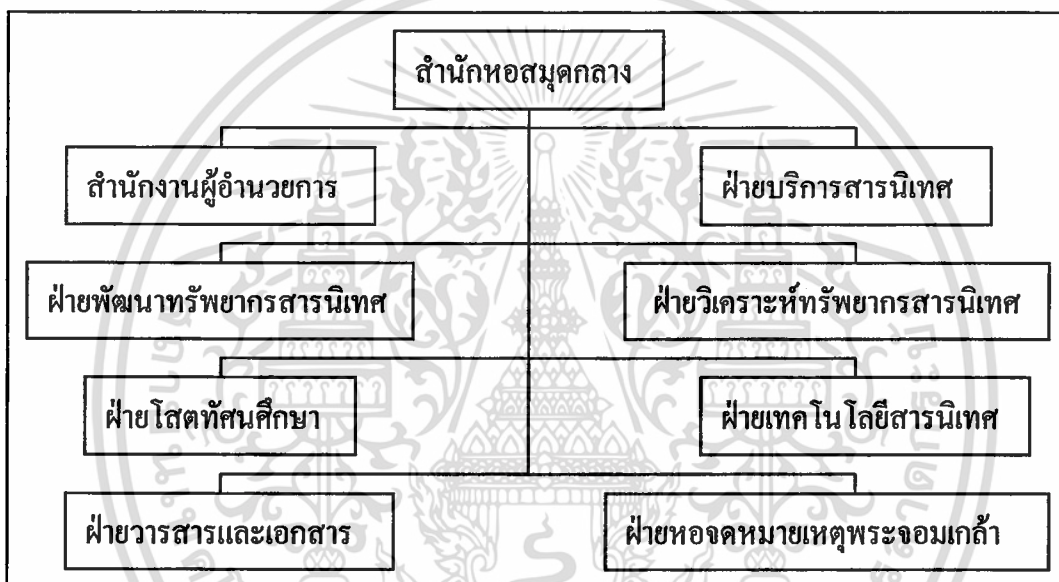 สำนักหอสมุดกลาง
สำนักงานผู้อำนวยการ
ฝ่ายบริการสารนิเทศ
ฝ่ายพัฒนาทรัพยากรสารนิเทศ
ฝ่ายวิเคราะห์ทรัพยากรสารนิเทศ
ฝ่ายโสตทัศนศึกษา
ฝ่ายเทคโนโลยีสารนิเทศ
ฝ่ายวารสารและเอกสาร
ฝ่ายหอจดหมายเหตุพระจอมเกล้า